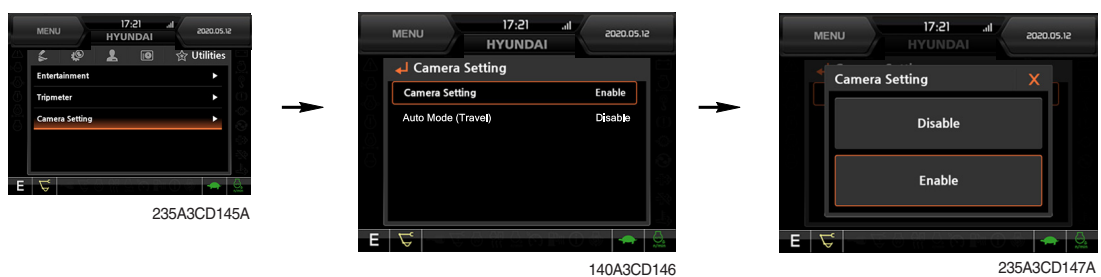 MENU
17:21
HYUNDAI
2020.05.12
Utilities
Entertainment
Tripmeter
Camera Setting
E
235A3CD145A
MENU
17:21
HYUNDAI
2020.05.12
Camera Setting
Camera Setting Enable
Auto Mode (Travel) Disable
E
140A3CD146
MENU
17:21
HYUNDAI
2020.05.12
Camera Setting X
Disable
Enable
E
235A3CD147A